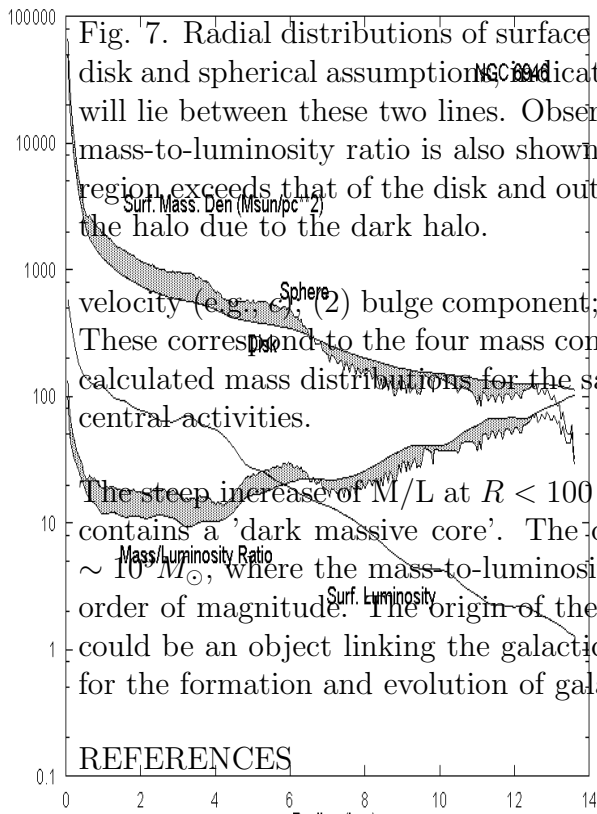 100000
Fig. 7. Radial distributions of surface
disk and spherical assumptions, indicat
NGC 6946
will lie between these two lines. Obser
10000
mass-to-luminosity ratio is also shown
region exceeds that of the disk and out
Surf. Mass. Den (Msun/pc**2)
the halo due to the dark halo.
1000
Sphere
velocity (e.g., c), (2) bulge component;
These correspond to the four mass con
Disk
calculated mass distributions for the sa
100
central activities.
The steep increase of M/L at R < 100
10
contains a 'dark massive core'. The
Mass/Luminosity Ratio
∼ 10 M⊙, where the mass-to-luminosi
Surf. Luminosity
order of magnitude. The origin of the
could be an object linking the galactic
1
for the formation and evolution of gala
REFERENCES
0.1
0 2 4 6 8 10 12 14